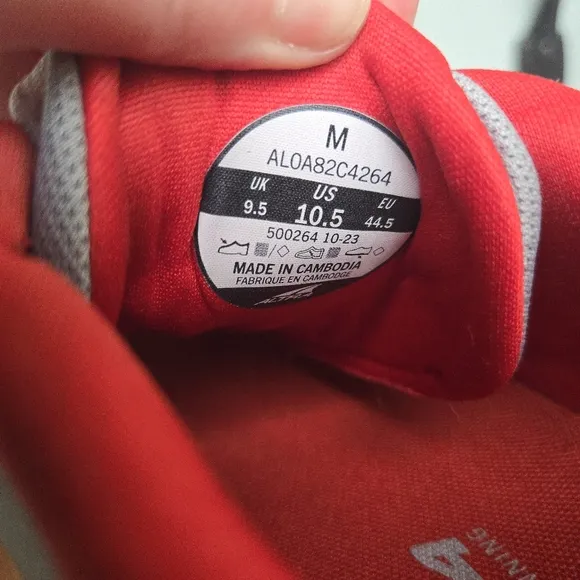 M
AL0A82C4264
UK US EU
9.5 10.5 44.5
500264 10-23
MADE IN CAMBODIA
FABRIQUE EN CAMBODGE